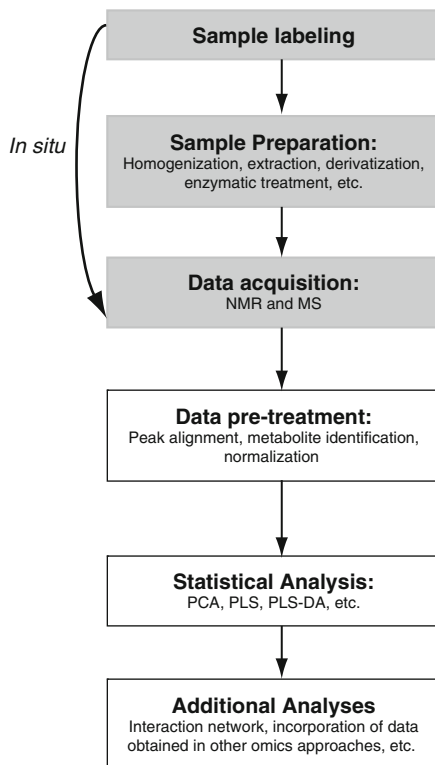 Sample labeling
In situ
Sample Preparation:
Homogenization, extraction, derivatization,
enzymatic treatment, etc.
Data acquisition:
NMR and MS
Data pre-treatment:
Peak alignment, metabolite identification,
normalization
Statistical Analysis:
PCA, PLS, PLS-DA, etc.
Additional Analyses
Interaction network, incorporation of data
obtained in other omics approaches, etc.